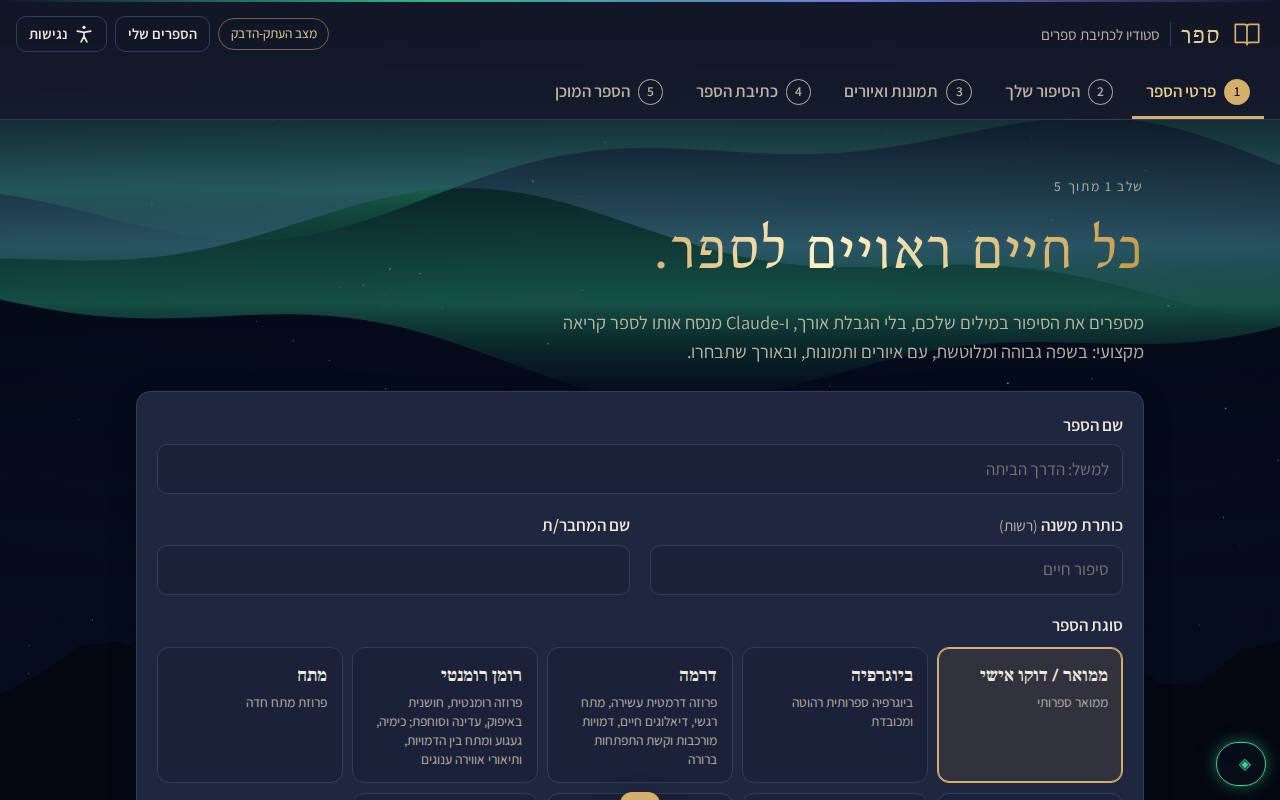 ספר
סטודיו לכתיבת ספרים
מצב העתק-הדבק
הספרים שלי
נגישות
1 פרטי הספר
2 הסיפור שלך
3 תמונות ואיורים
4 כתיבת הספר
5 הספר המוכן
שלב 1 מתוך 5
כל חיים ראויים לספר.
מספרים את הסיפור במילים שלכם, בלי הגבלת אורך, ו-Claude מנסח אותו לספר קריאה
מקצועי: בשפה גבוהה ומלוטשת, עם איורים ותמונות, ובאורך שתבחרו.
שם הספר
למשל: הדרך הביתה
כותרת משנה (רשות)
שם המחבר/ת
סיפור חיים
סוגת הספר
ממואר / דוקו אישי
ממואר ספרותי
ביוגרפיה
ביוגרפיה ספרותית רהוטה
ומכובדת
דרמה
פרוזה דרמטית עשירה, מתח
רגשי, דיאלוגים חיים, דמויות
מורכבות וקשת התפתחות
ברורה
רומן רומנטי
פרוזה רומנטית, חושנית
באיפוק, עדינה וסוחפת; כימיה,
געגוע ומתח בין הדמויות,
ותיאורי אווירה ענוגים
מתח
פרוזת מתח חדה